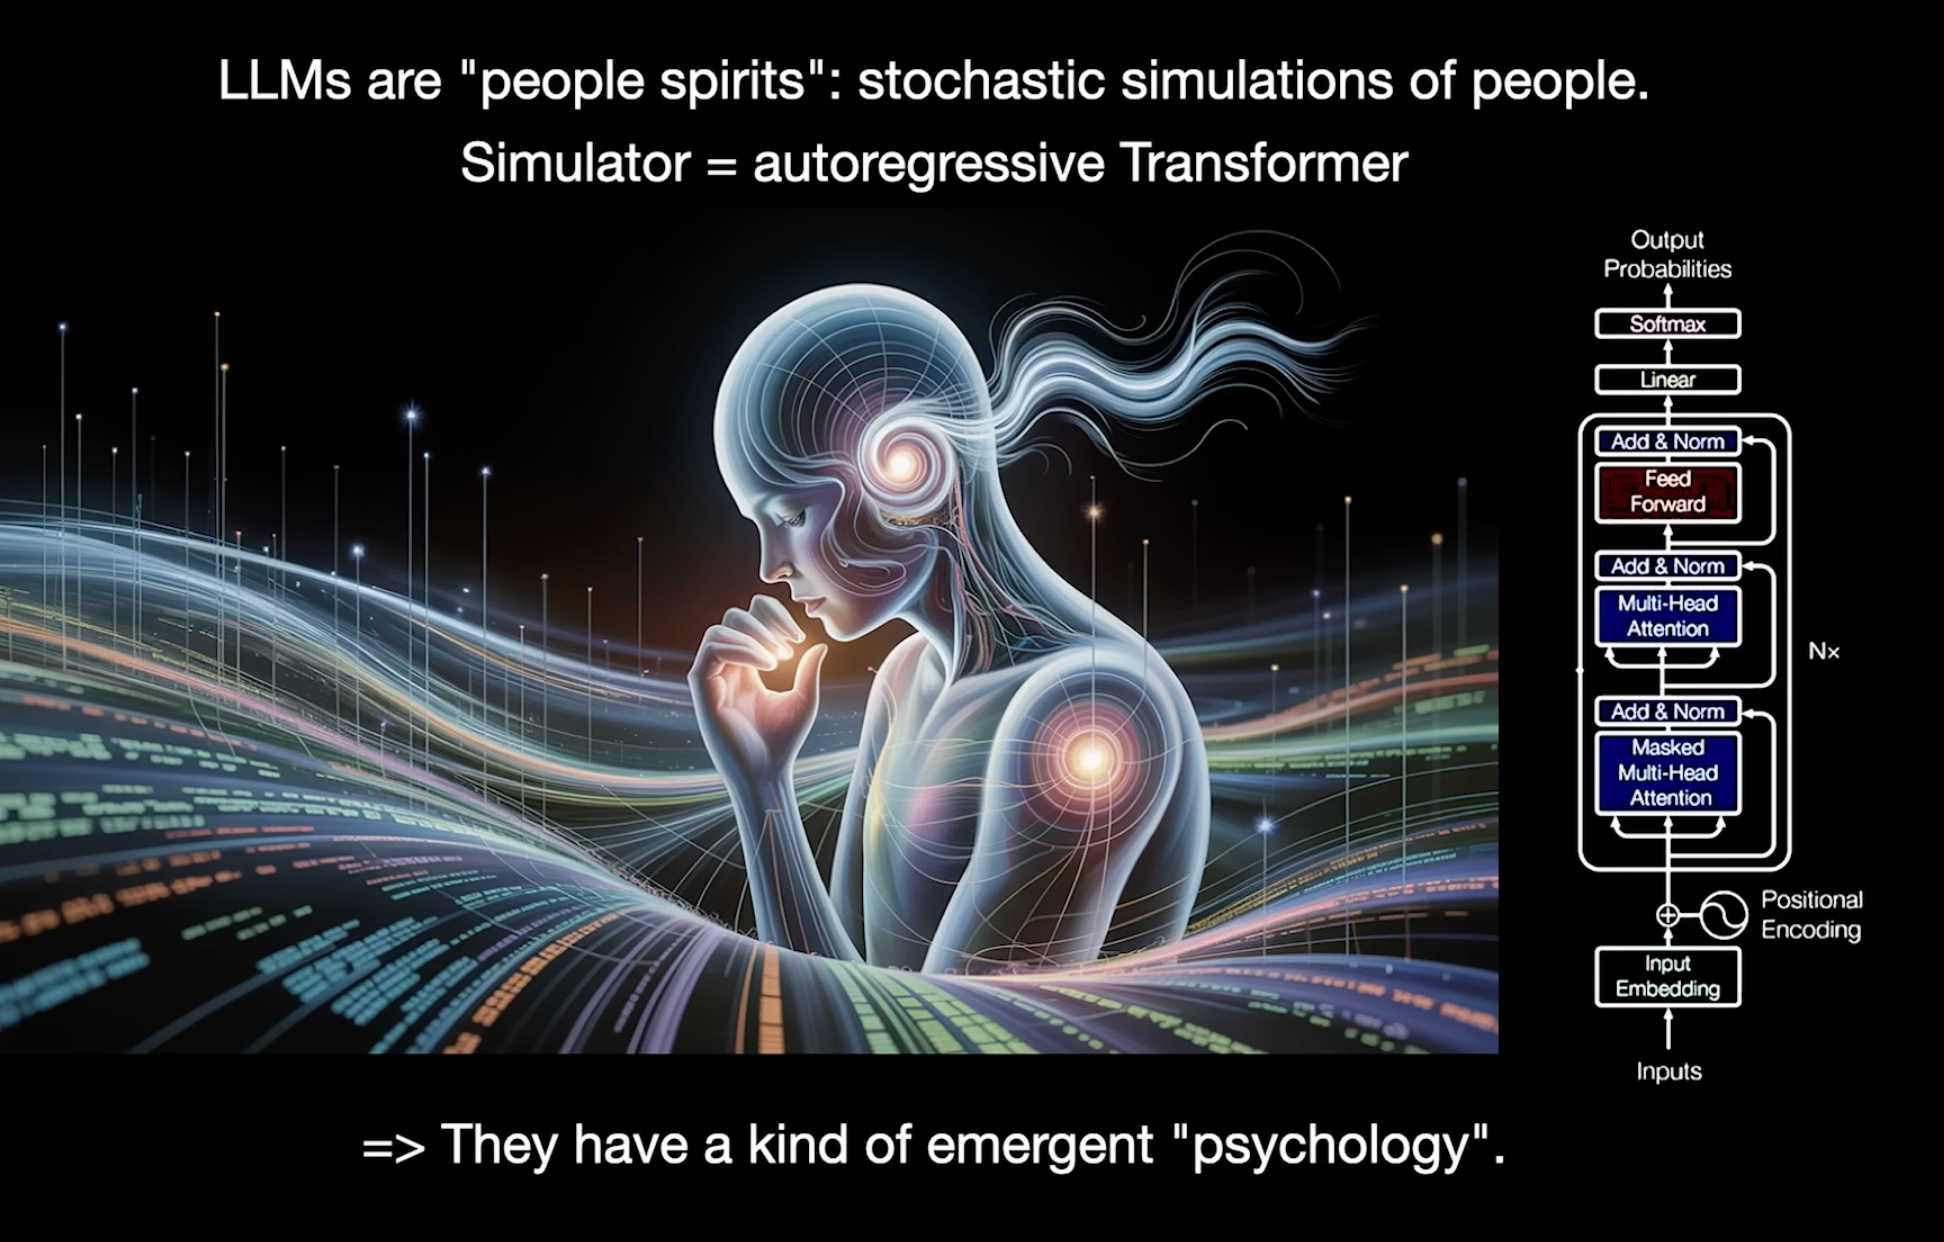 LLMs are "people spirits": stochastic simulations of people.
Simulator = autoregressive Transformer
Output
Probabilities
Softmax
Linear
Add & Norm
Feed
Forward
Add & Norm
Multi-Head
Attention
Nx
Add & Norm
Masked
Multi-Head
Attention
Positional
Encoding
Input
Embedding
Inputs
=> They have a kind of emergent "psychology".